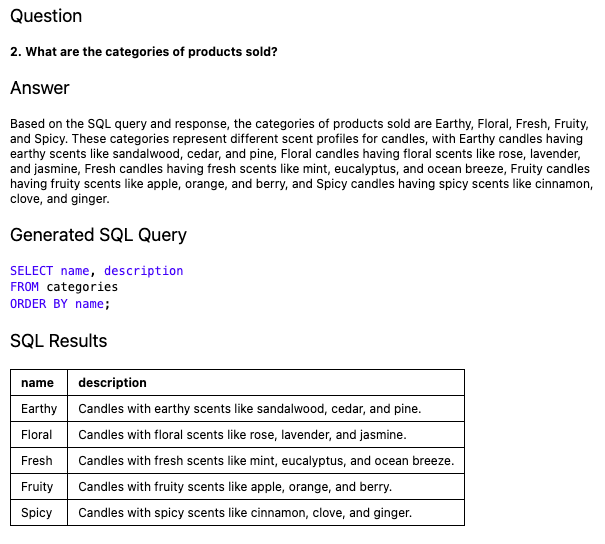 Question
2. What are the categories of products sold?
Answer
Based on the SQL query and response, the categories of products sold are Earthy, Floral, Fresh, Fruity,
and Spicy. These categories represent different scent profiles for candles, with Earthy candles having
earthy scents like sandalwood, cedar, and pine, Floral candles having floral scents like rose, lavender,
and jasmine, Fresh candles having fresh scents like mint, eucalyptus, and ocean breeze, Fruity candles
having fruity scents like apple, orange, and berry, and Spicy candles having spicy scents like cinnamon,
clove, and ginger.
Generated SQL Query
SELECT name, description
FROM categories
ORDER BY name;
SQL Results
name description
Earthy Candles with earthy scents like sandalwood, cedar, and pine.
Floral Candles with floral scents like rose, lavender, and jasmine.
Fresh Candles with fresh scents like mint, eucalyptus, and ocean breeze.
Fruity Candles with fruity scents like apple, orange, and berry.
Spicy Candles with spicy scents like cinnamon, clove, and ginger.